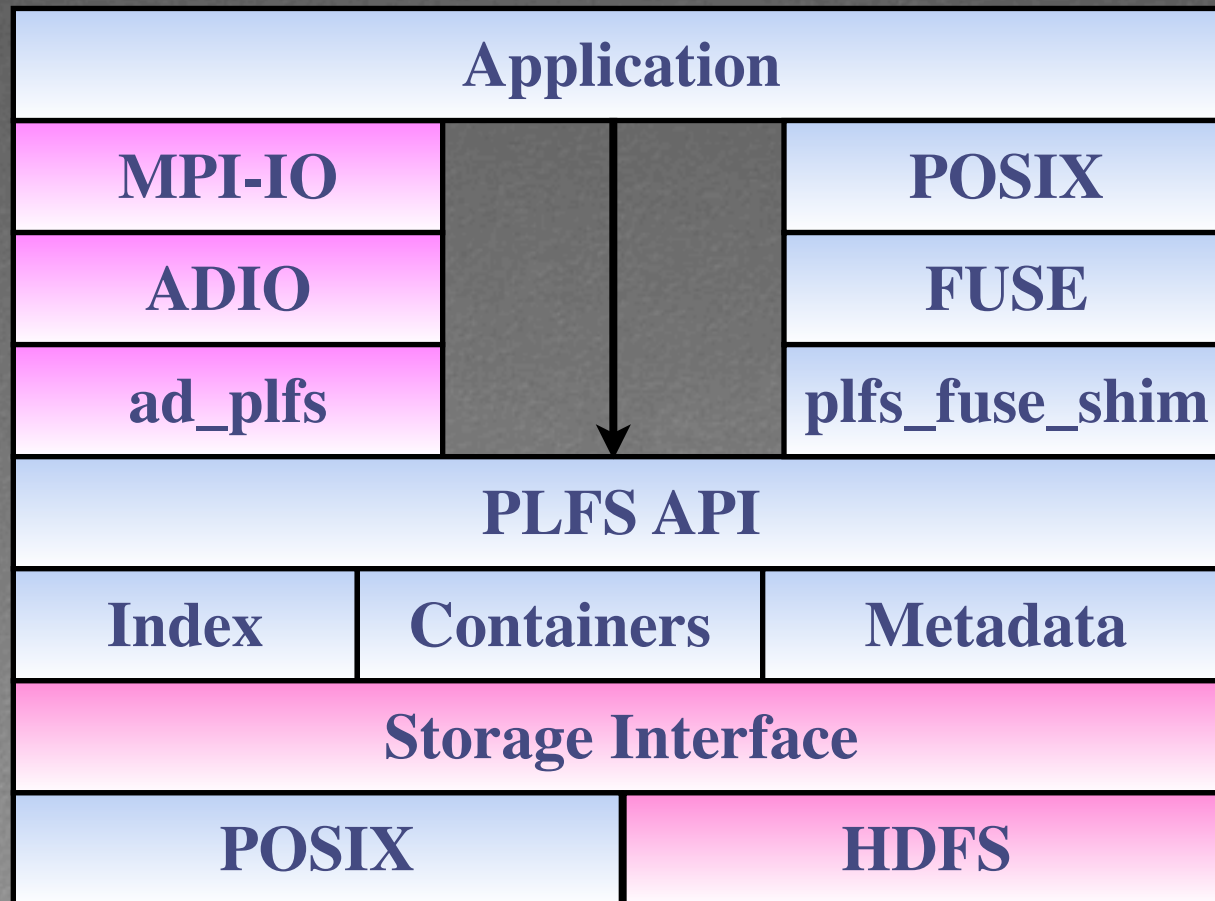 Application
MPI-IO
POSIX
ADIO
FUSE
ad_plfs
plfs_fuse_shim
PLFS API
Index
Containers
Metadata
Storage Interface
POSIX
HDFS